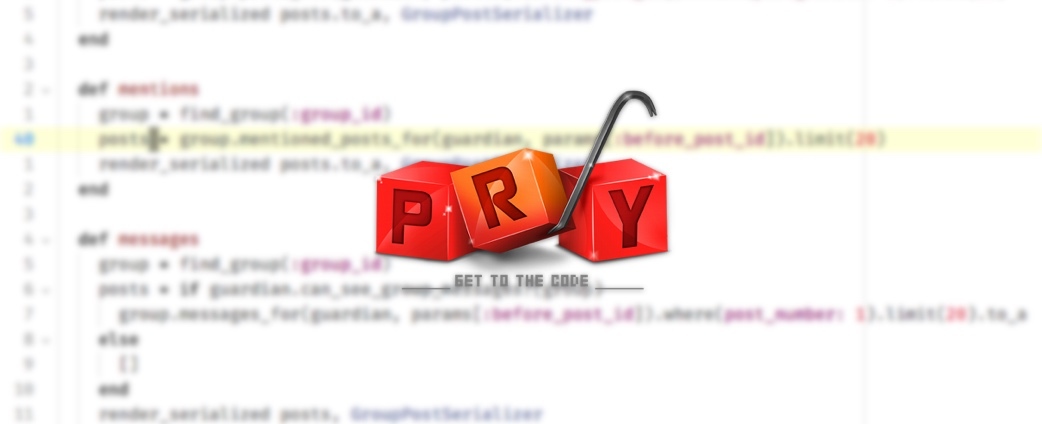 5 render_serialized posts.to_a, GroupPostSerializer
4 end
3
2 def mentions
1 group = find_group(:group_id)
40 posts = group.mentioned_posts_for(guardian, params[:before_post_id]).limit(20)
1 render_serialized posts.to_a,
2 end
3
4 def messages
5 group = find_group(:group_id)
6 posts = if guardian.can_see_group_messages?(group)
7 group.messages_for(guardian, params[:before_post_id]).where(post_number: 1).limit(20).to_a
8 else
9 []
10 end
11 render_serialized posts, GroupPostSerializer
PRY
GET TO THE CODE